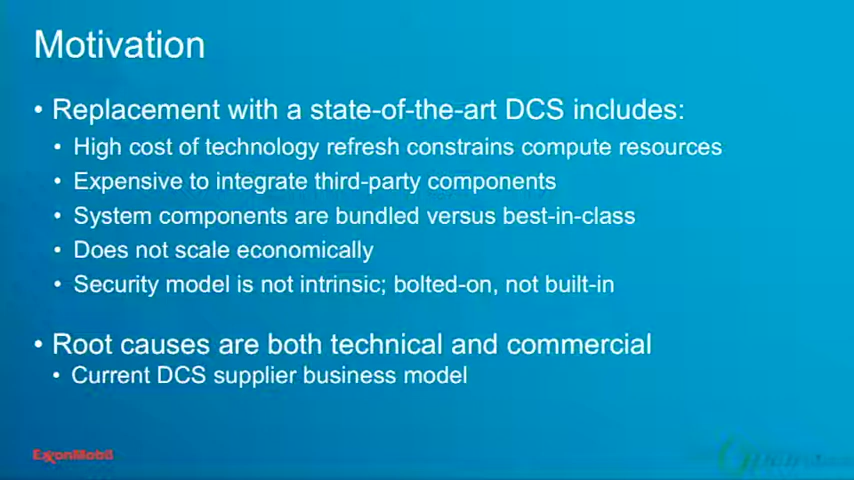 Motivation
• Replacement with a state-of-the-art DCS includes:
• High cost of technology refresh constrains compute resources
• Expensive to integrate third-party components
• System components are bundled versus best-in-class
• Does not scale economically
• Security model is not intrinsic; bolted-on, not built-in
• Root causes are both technical and commercial
• Current DCS supplier business model
ExxonMobil